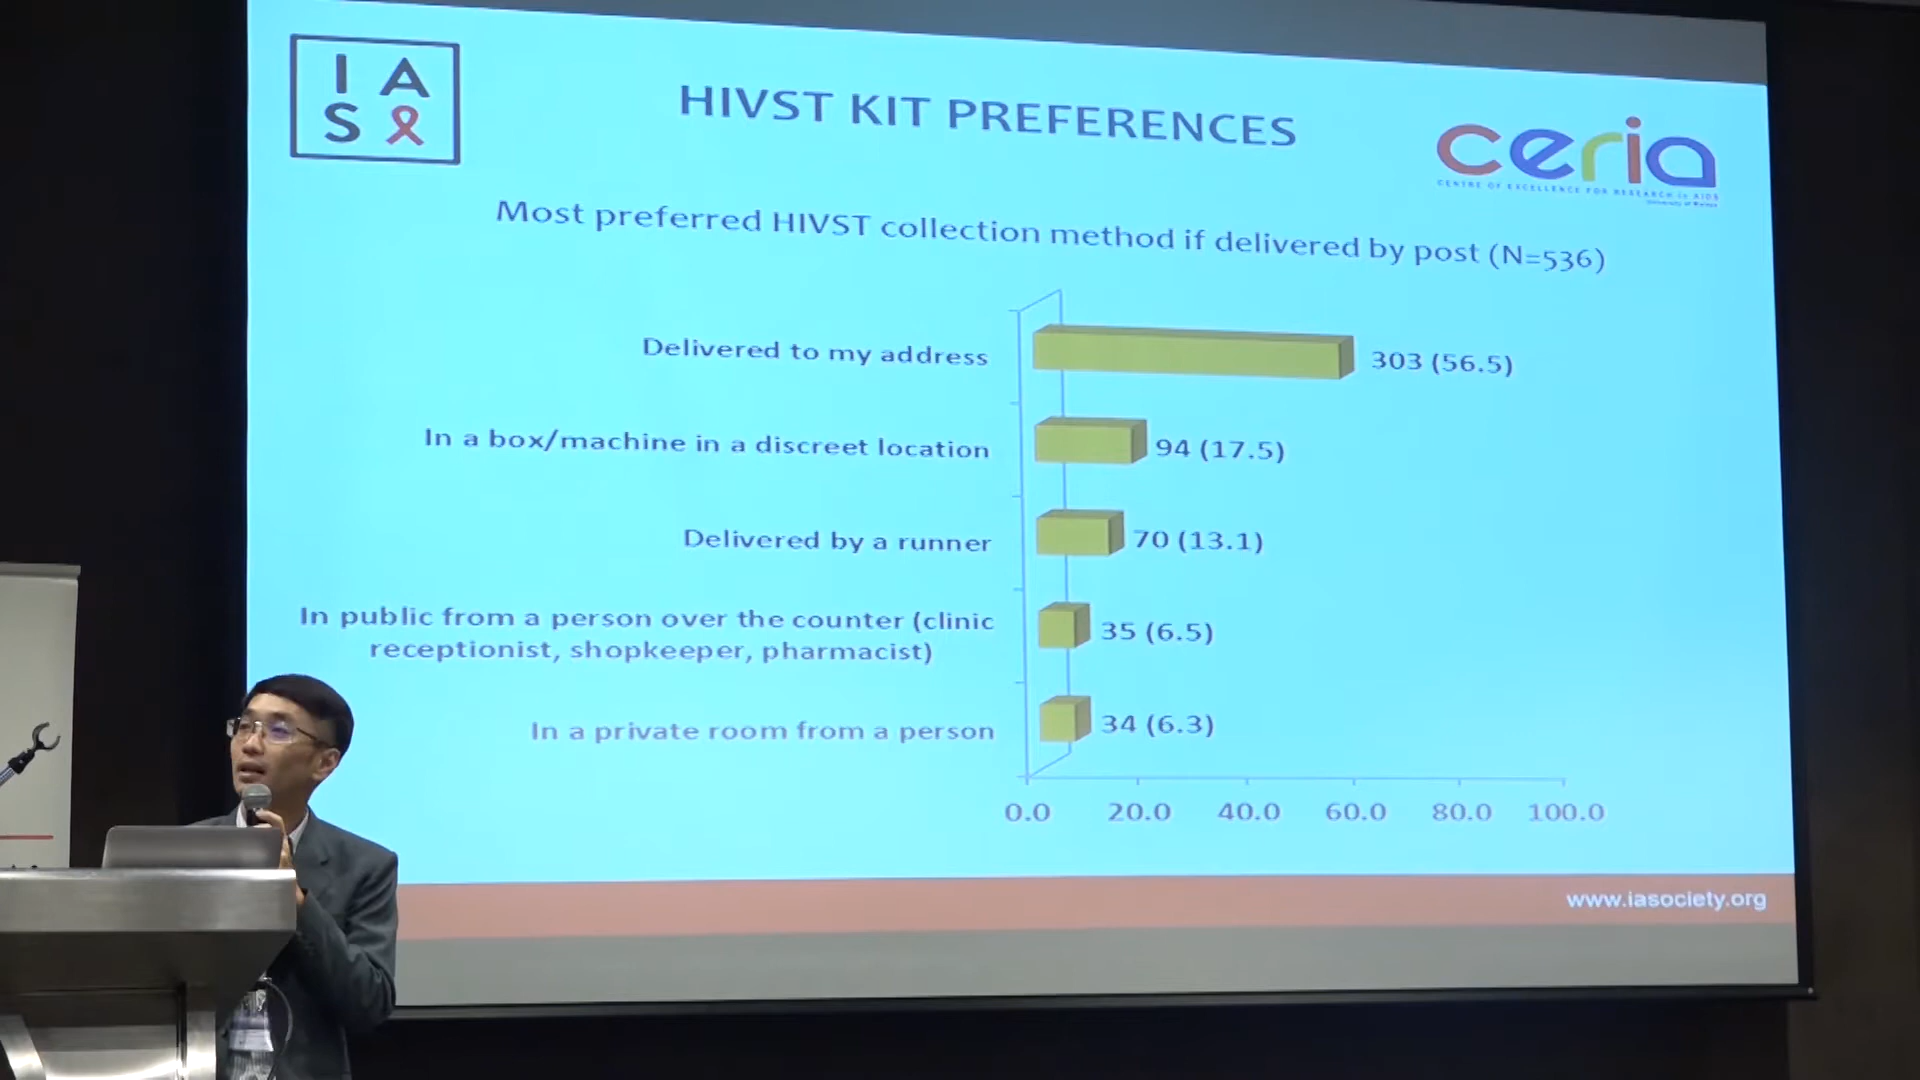 I A
S
HIVST KIT PREFERENCES
ceria
CENTRE OF EXCELLENCE FOR RESEARCH in AIDS
University of Malaya
Most preferred HIVST collection method if delivered by post (N=536)
Delivered to my address
303 (56.5)
In a box/machine in a discreet location
94 (17.5)
Delivered by a runner
70 (13.1)
In public from a person over the counter (clinic
receptionist, shopkeeper, pharmacist)
35 (6.5)
In a private room from a person
34 (6.3)
0.0 20.0 40.0 60.0 80.0 100.0
www.iasociety.org